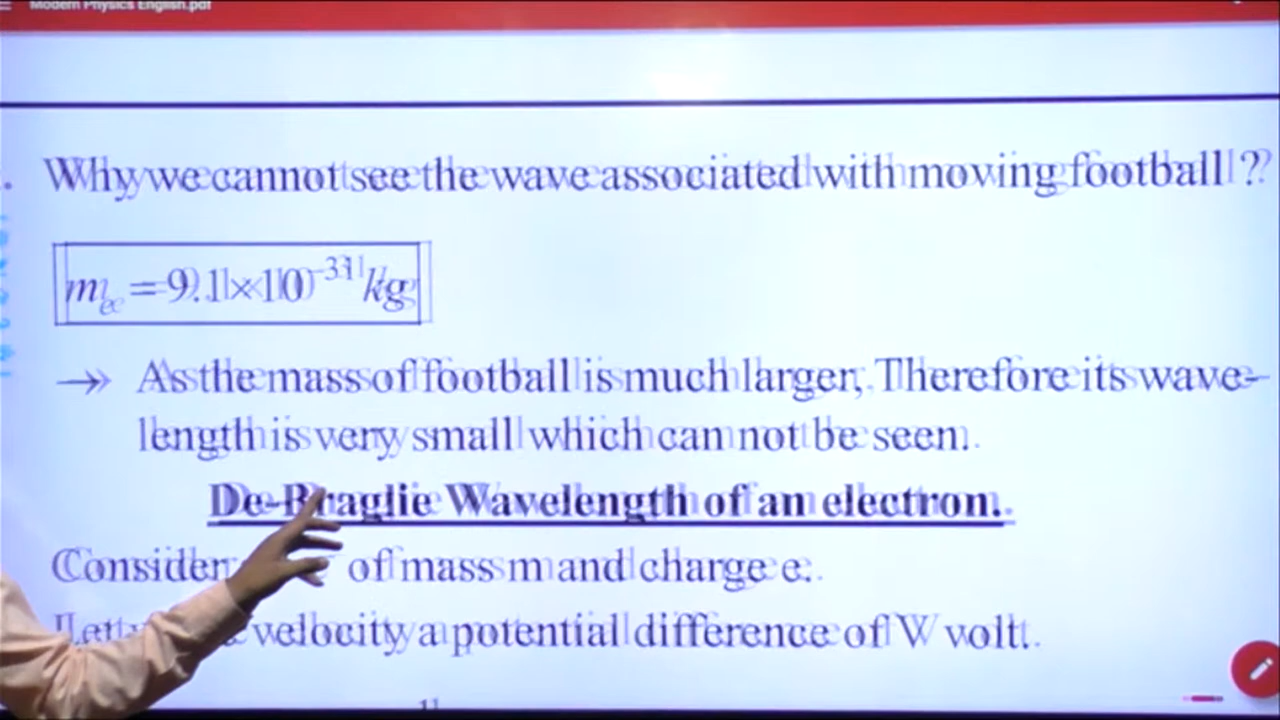 Modern Physics English.pdf
Why we cannot see the wave associated with moving football ?
mₑ = 9.1×10⁻³¹ kg
→ As the mass of football is much larger, Therefore its wave-
length is very small which can not be seen.
De-Braglie Wavelength of an electron.
Consider of mass m and charge e.
velocity a potential difference of W volt.